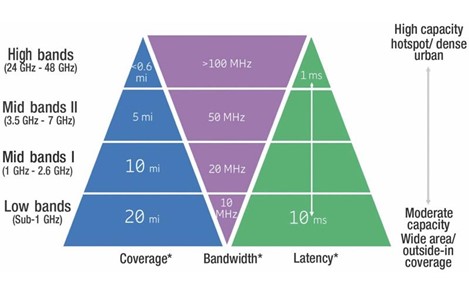 High bands
(24 GHz - 48 GHz)
<0.6
mi
>100 MHz
1 ms
High capacity
hotspot/ dense
urban
Mid bands II
(3.5 GHz - 7 GHz)
5 mi
50 MHz
Mid bands I
(1 GHz - 2.6 GHz)
10 mi
20 MHz
Low bands
(Sub-1 GHz)
20 mi
10
MHz
10 ms
Moderate
capacity
Wide area/
outside-in
coverage
Coverage*
Bandwidth*
Latency*